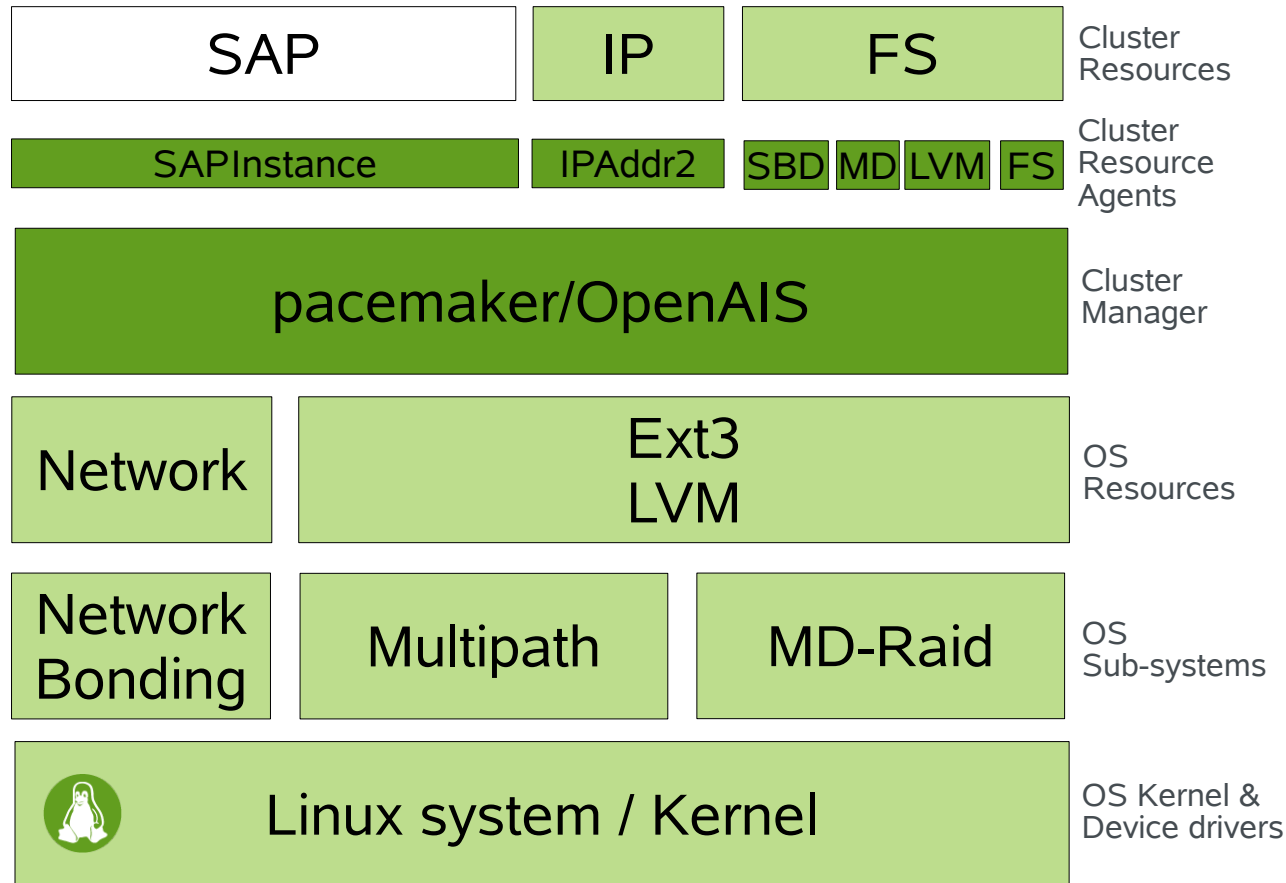 SAP
IP
FS
Cluster
Resources
SAPInstance
IPAddr2
SBD
MD
LVM
FS
Cluster
Resource
Agents
pacemaker/OpenAIS
Cluster
Manager
Network
Ext3
LVM
OS
Resources
Network
Bonding
Multipath
MD-Raid
OS
Sub-systems
Linux system / Kernel
OS Kernel &
Device drivers